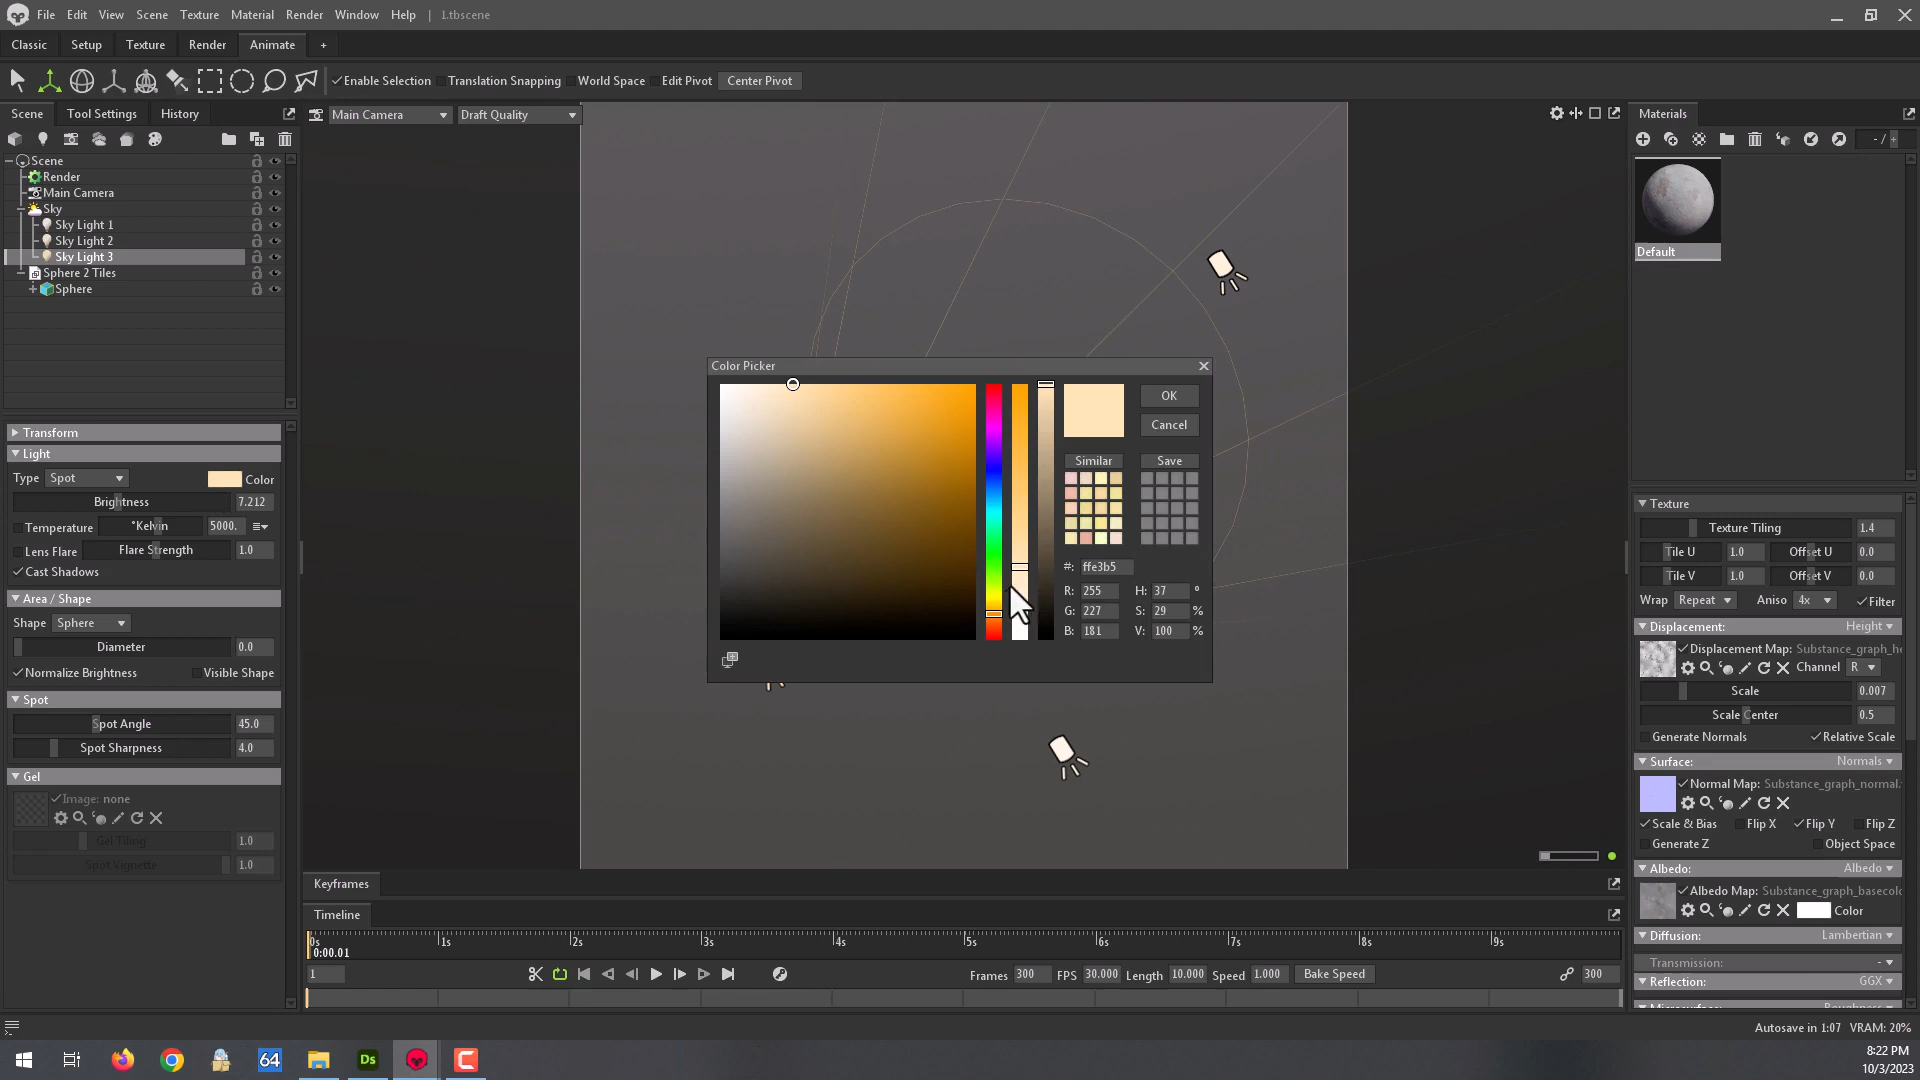 File Edit View Scene Texture Material Render Window Help | 1.tbscene
Classic Setup Texture Render Animate +
Enable Selection Translation Snapping World Space Edit Pivot Center Pivot
Scene Tool Settings History
Main Camera Draft Quality
Materials
- / +
Scene
Render
Main Camera
Sky
Sky Light 1
Sky Light 2
Sky Light 3
Sphere 2 Tiles
Sphere
Default
Transform
Light
Type Spot Color
Brightness 7.212
Temperature °Kelvin 5000.
Lens Flare Flare Strength 1.0
Cast Shadows
Area / Shape
Shape Sphere
Diameter 0.0
Normalize Brightness Visible Shape
Spot
Spot Angle 45.0
Spot Sharpness 4.0
Gel
Image: none
Gel Tiling 1.0
Spot Vignette 1.0
Color Picker
OK
Cancel
Similar Save
#: ffe3b5
R: 255 H: 37 °
G: 227 S: 29 %
B: 181 V: 100 %
Texture
Texture Tiling 1.4
Tile U 1.0 Offset U 0.0
Tile V 1.0 Offset V 0.0
Wrap Repeat Aniso 4x Filter
Displacement: Height
Displacement Map: Substance_graph_he
Channel R
Scale 0.007
Scale Center 0.5
Generate Normals Relative Scale
Surface: Normals
Normal Map: Substance_graph_normal.
Scale & Bias Flip X Flip Y Flip Z
Generate Z Object Space
Albedo: Albedo
Albedo Map: Substance_graph_basecolo
Color
Diffusion: Lambertian
Transmission: -
Reflection: GGX
Keyframes
Timeline
0s 1s 2s 3s 4s 5s 6s 7s 8s 9s
0:00.01
1 Frames 300 FPS 30.000 Length 10.000 Speed 1.000 Bake Speed 300
Autosave in 1:07 VRAM: 20%
64 Ds
8:22 PM
10/3/2023